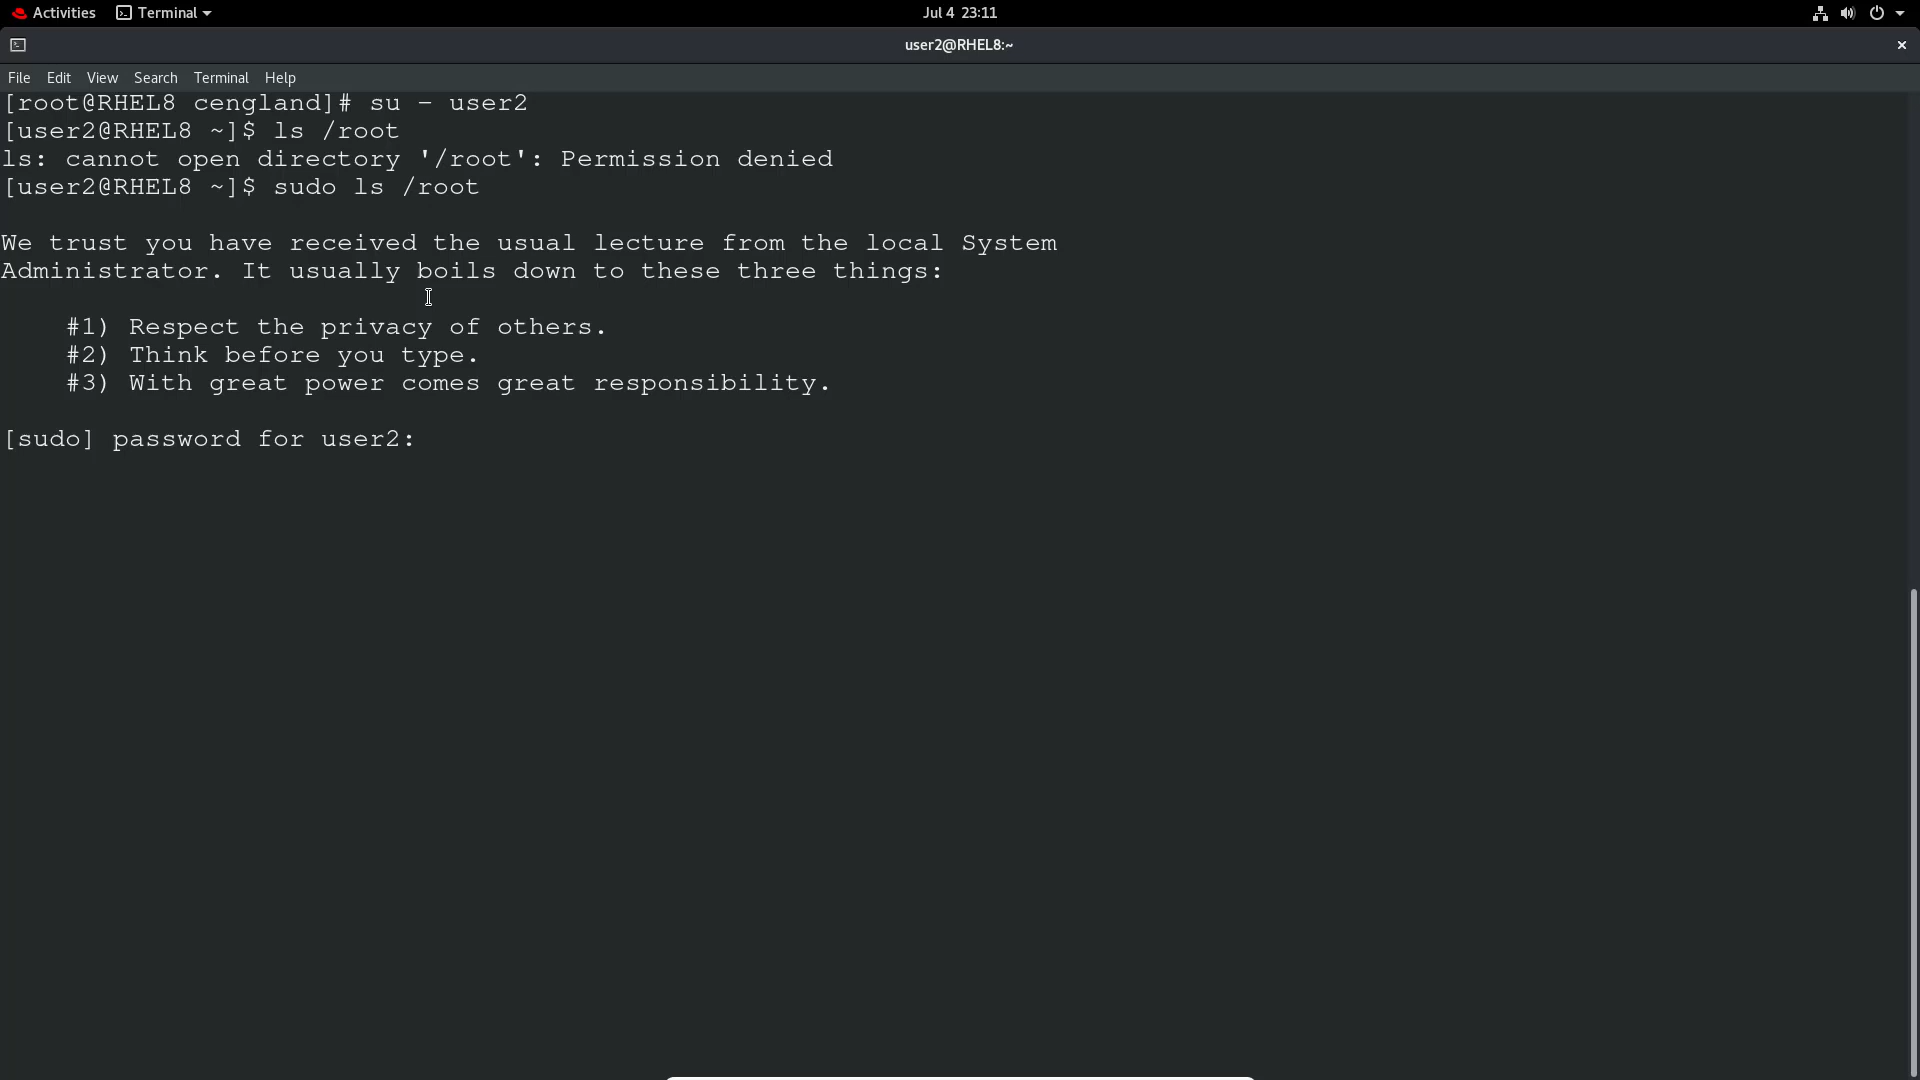 Activities Terminal Jul 4 23:11
user2@RHEL8:~
File Edit View Search Terminal Help
[root@RHEL8 cengland]# su - user2
[user2@RHEL8 ~]$ ls /root
ls: cannot open directory '/root': Permission denied
[user2@RHEL8 ~]$ sudo ls /root
We trust you have received the usual lecture from the local System
Administrator. It usually boils down to these three things:
#1) Respect the privacy of others.
#2) Think before you type.
#3) With great power comes great responsibility.
[sudo] password for user2: